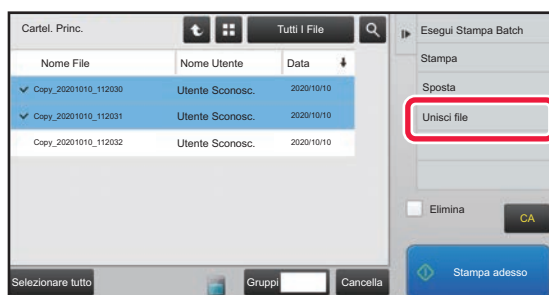 Cartel. Princ.
Tutti I File
Nome File
Nome Utente
Data
Copy_20201010_112030
Utente Sconosc.
2020/10/10
Copy_20201010_112031
Utente Sconosc.
2020/10/10
Copy_20201010_112032
Utente Sconosc.
2020/10/10
Selezionare tutto
Gruppi
Cancella
Esegui Stampa Batch
Stampa
Sposta
Unisci file
Elimina
CA
Stampa adesso